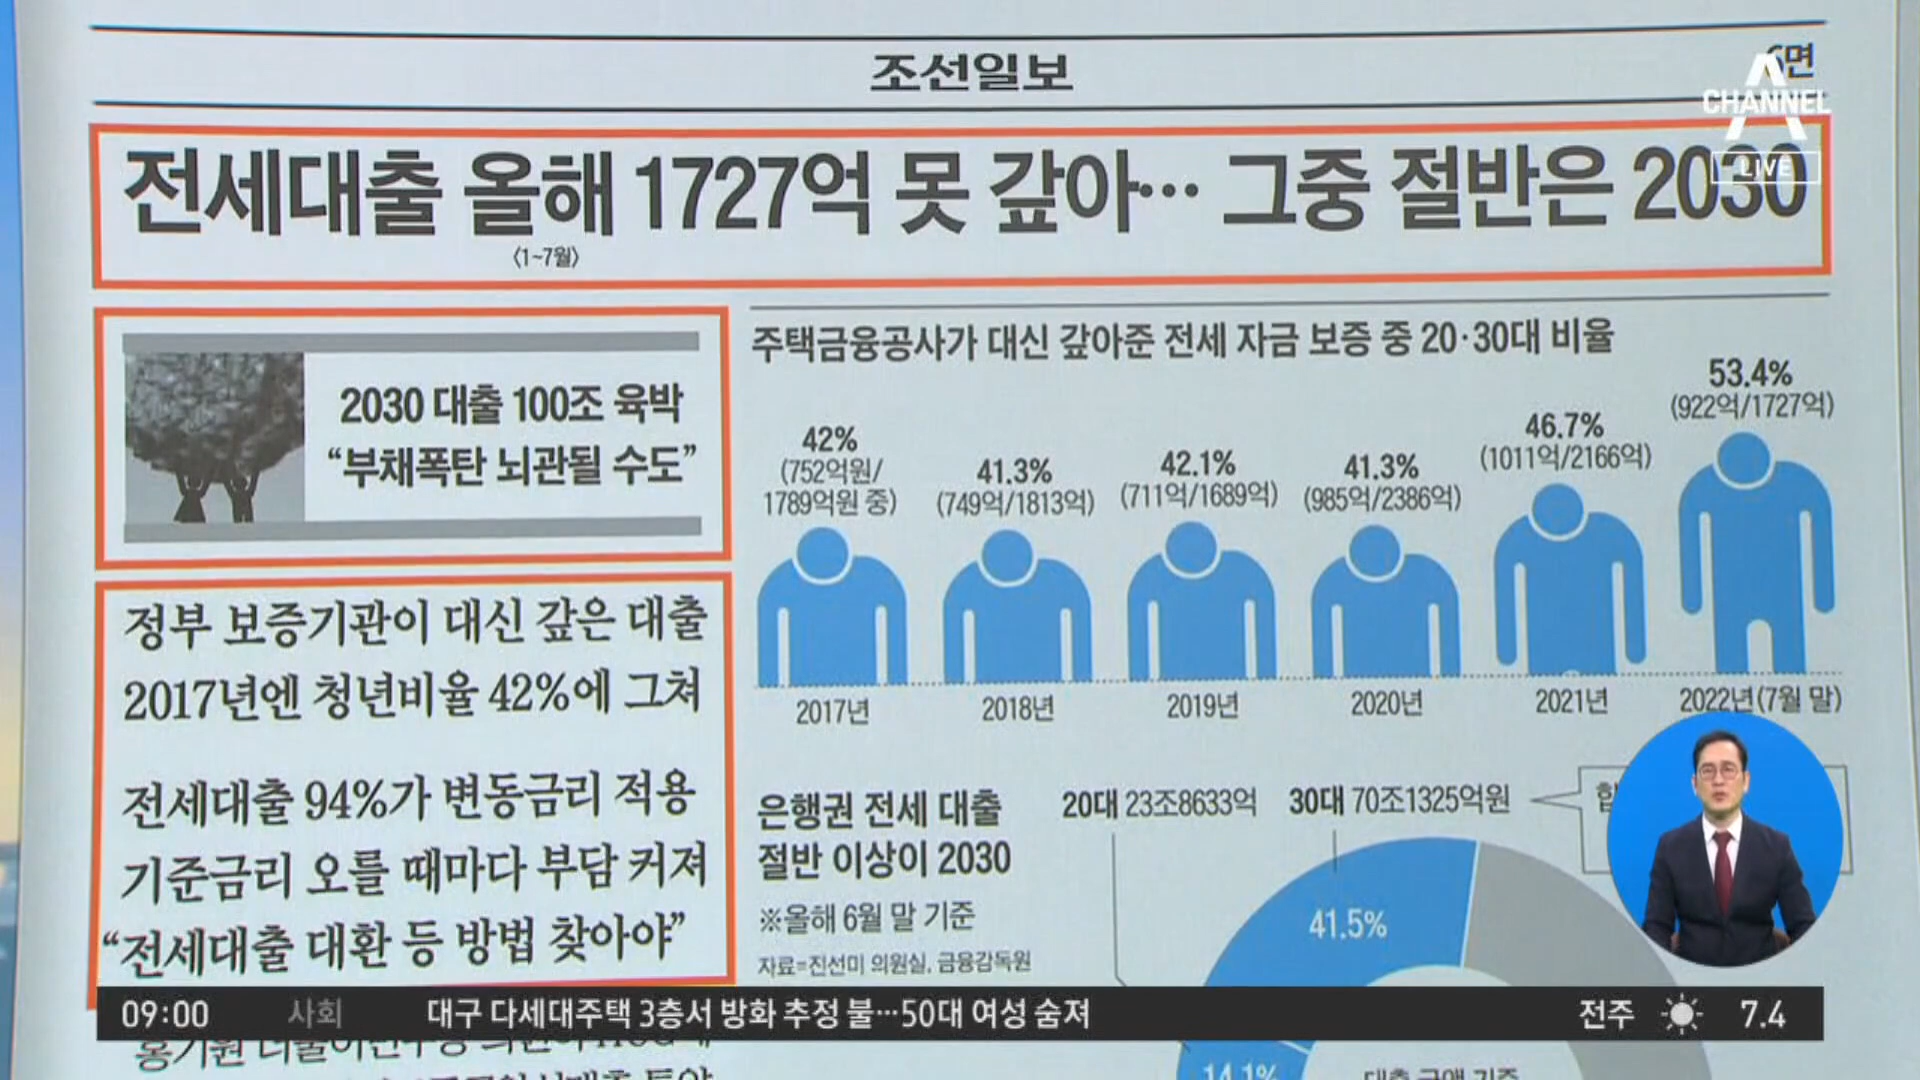 조선일보
6면
CHANNEL A
LIVE
전세대출 올해 1727억 못 갚아… 그중 절반은 2030
〈1~7월〉
2030 대출 100조 육박
“부채폭탄 뇌관될 수도”
정부 보증기관이 대신 갚은 대출
2017년엔 청년비율 42%에 그쳐
전세대출 94%가 변동금리 적용
기준금리 오를 때마다 부담 커져
“전세대출 대환 등 방법 찾아야”
주택금융공사가 대신 갚아준 전세 자금 보증 중 20·30대 비율
42%
(752억원/
1789억원 중)
41.3%
(749억/1813억)
42.1%
(711억/1689억)
41.3%
(985억/2386억)
46.7%
(1011억/2166억)
53.4%
(922억/1727억)
2017년
2018년
2019년
2020년
2021년
2022년(7월 말)
은행권 전세 대출
절반 이상이 2030
※올해 6월 말 기준
자료=진선미 의원실, 금융감독원
20대 23조8633억
30대 70조1325억원
41.5%
14.1%
09:00 사회 대구 다세대주택 3층서 방화 추정 불…50대 여성 숨져
전주 7.4